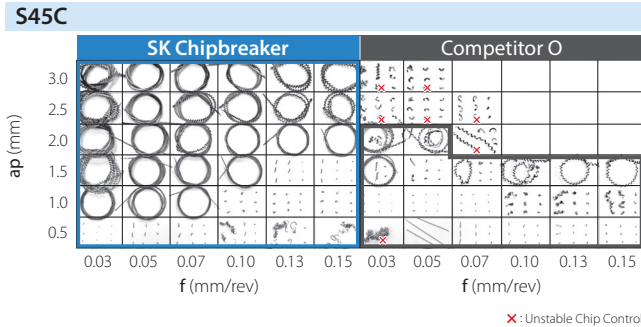 S45C
SK Chipbreaker Competitor O
3.0
2.5
2.0
1.5
1.0
0.5
ap (mm)
0.03 0.05 0.07 0.10 0.13 0.15 0.03 0.05 0.07 0.10 0.13 0.15
f (mm/rev) f (mm/rev)
× : Unstable Chip Control